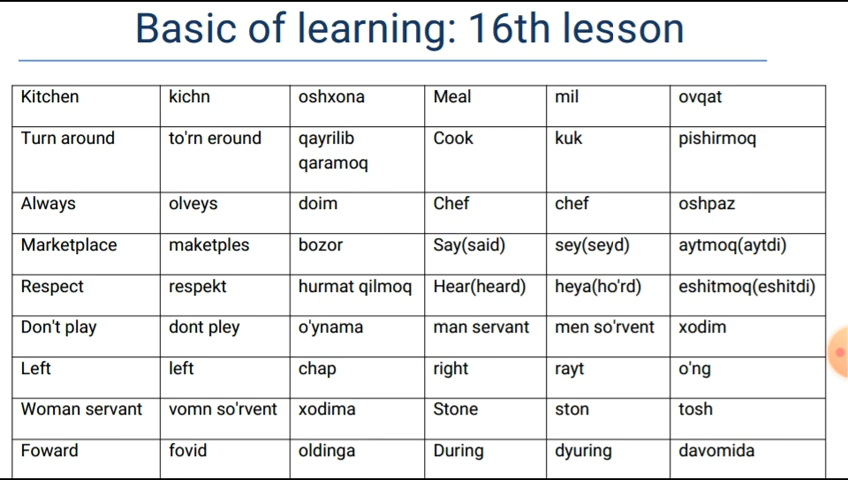 Basic of learning: 16th lesson
Kitchen kichn oshxona Meal mil ovqat
Turn around to'rn eround qayrilib Cook kuk pishirmoq
qaramoq
Always olveys doim Chef chef oshpaz
Marketplace maketples bozor Say(said) sey(seyd) aytmoq(aytdi)
Respect respekt hurmat qilmoq Hear(heard) heya(ho'rd) eshitmoq(eshitdi)
Don't play dont pley o'ynama man servant men so'rvent xodim
Left left chap right rayt o'ng
Woman servant vomn so'rvent xodima Stone ston tosh
Foward fovid oldinga During dyuring davomida